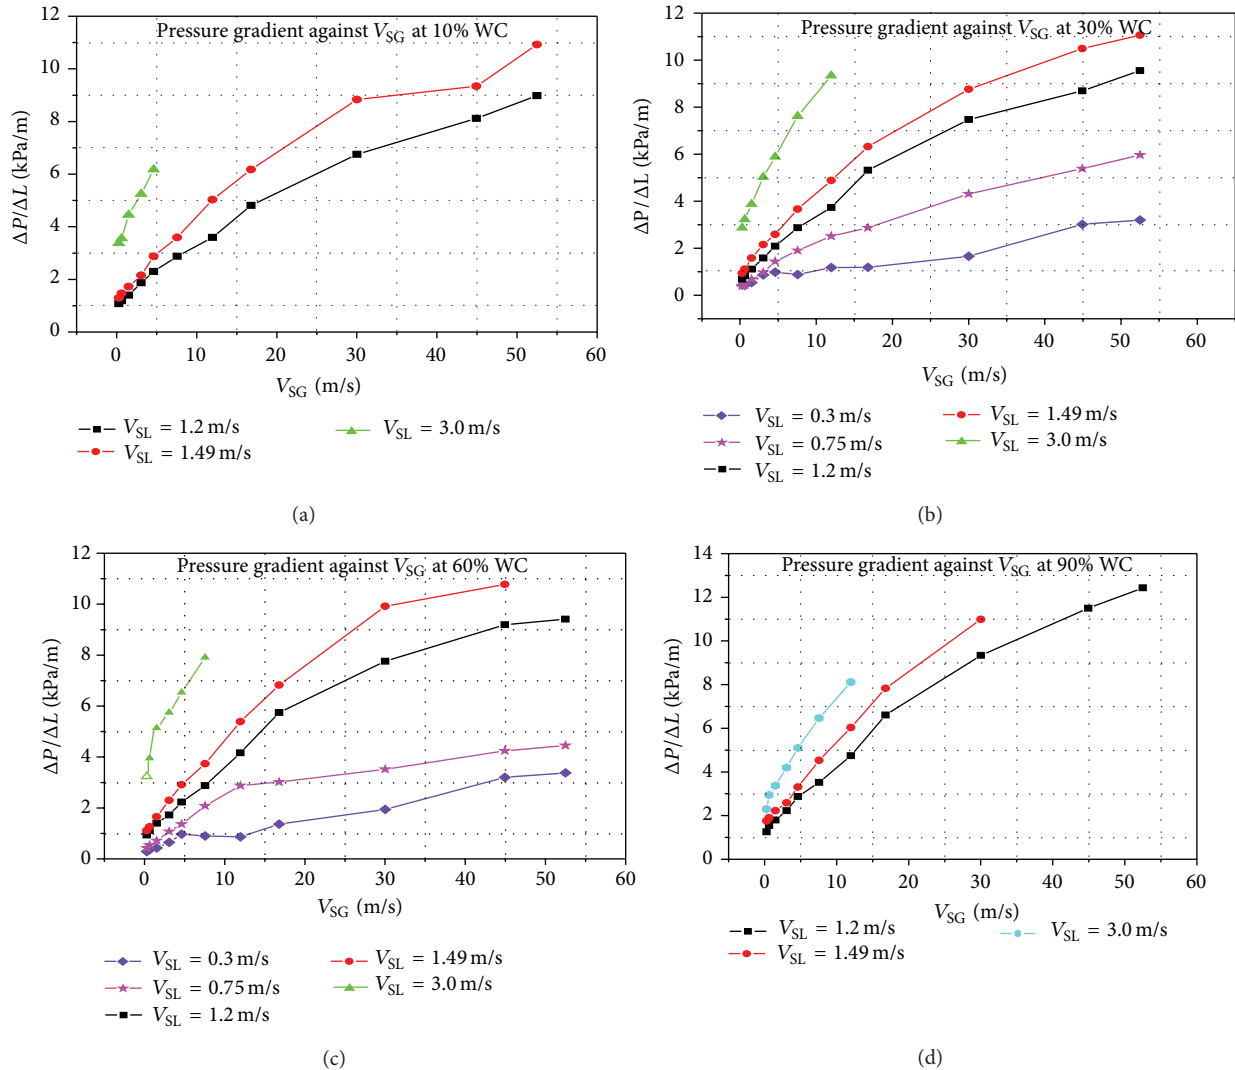 Pressure gradient against VSG at 10% WC
12
10
8
6
4
2
0
ΔP/ΔL (kPa/m)
0 10 20 30 40 50 60
VSG (m/s)
VSL = 1.2 m/s
VSL = 1.49 m/s
VSL = 3.0 m/s
(a)
Pressure gradient against VSG at 30% WC
12
10
8
6
4
2
0
ΔP/ΔL (kPa/m)
0 10 20 30 40 50 60
VSG (m/s)
VSL = 0.3 m/s
VSL = 0.75 m/s
VSL = 1.2 m/s
VSL = 1.49 m/s
VSL = 3.0 m/s
(b)
Pressure gradient against VSG at 60% WC
12
10
8
6
4
2
0
ΔP/ΔL (kPa/m)
0 10 20 30 40 50 60
VSG (m/s)
VSL = 0.3 m/s
VSL = 0.75 m/s
VSL = 1.2 m/s
VSL = 1.49 m/s
VSL = 3.0 m/s
(c)
Pressure gradient against VSG at 90% WC
14
12
10
8
6
4
2
0
ΔP/ΔL (kPa/m)
0 10 20 30 40 50 60
VSG (m/s)
VSL = 1.2 m/s
VSL = 1.49 m/s
VSL = 3.0 m/s
(d)